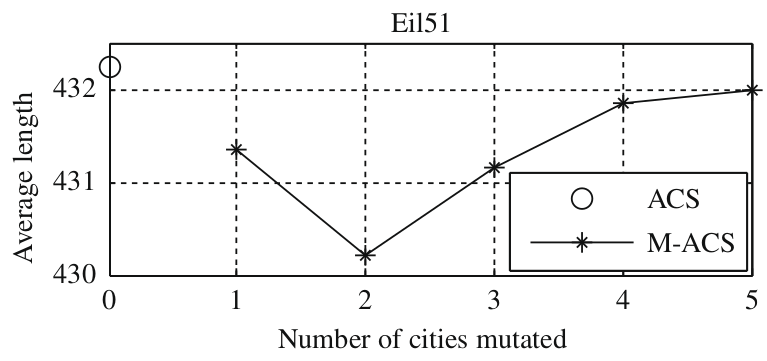 Eil51
Average length
432
431
430
0 1 2 3 4 5
Number of cities mutated
ACS
M-ACS